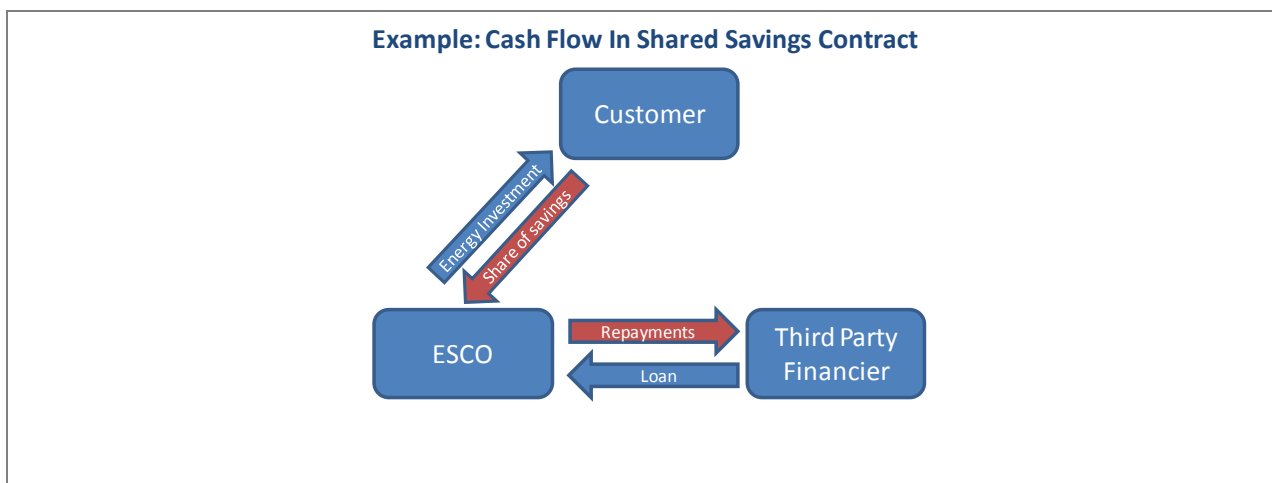 Example: Cash Flow In Shared Savings Contract
Customer
Energy Investment
Share of savings
ESCO
Repayments
Loan
Third Party
Financier